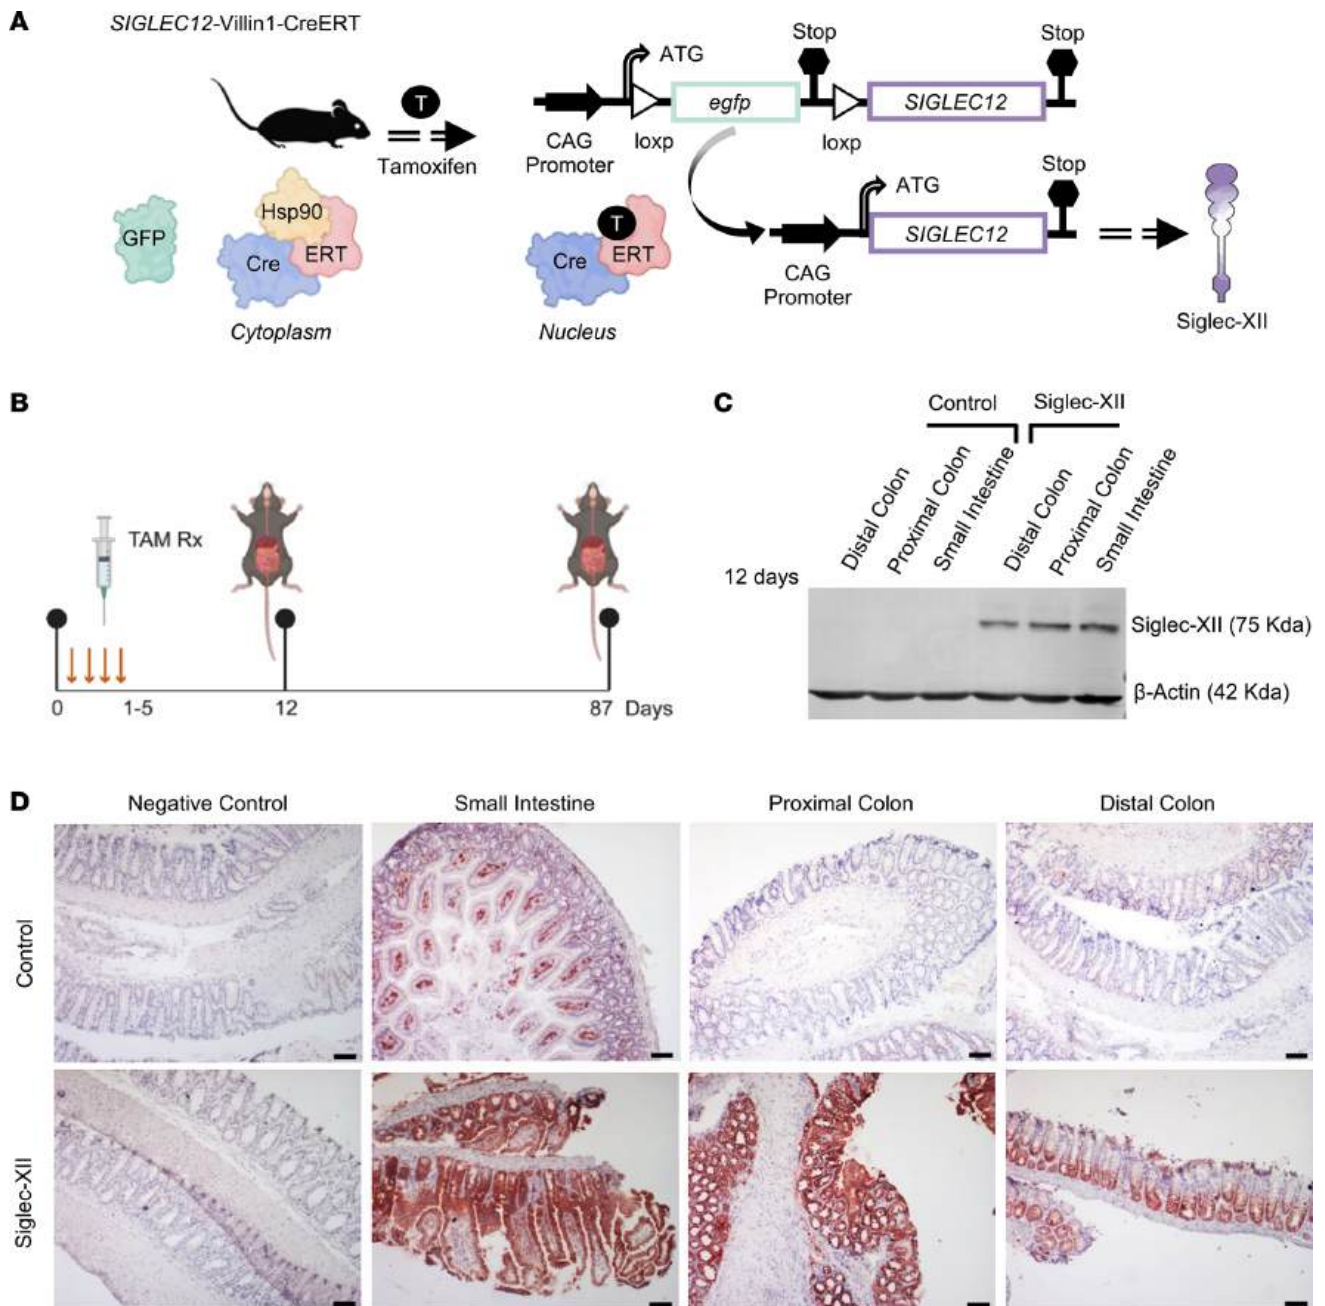 A
SIGLEC12-Villin1-CreERT
T
Tamoxifen
GFP
Hsp90
Cre
ERT
Cytoplasm
T
Cre
ERT
Nucleus
ATG
Stop
Stop
egfp
SIGLEC12
CAG
Promoter
loxp
loxp
ATG
Stop
SIGLEC12
CAG
Promoter
Siglec-XII
B
TAM Rx
0
1-5
12
87
Days
C
Control
Siglec-XII
Distal Colon
Proximal Colon
Small Intestine
Distal Colon
Proximal Colon
Small Intestine
12 days
Siglec-XII (75 Kda)
β-Actin (42 Kda)
D
Negative Control
Small Intestine
Proximal Colon
Distal Colon
Control
Siglec-XII